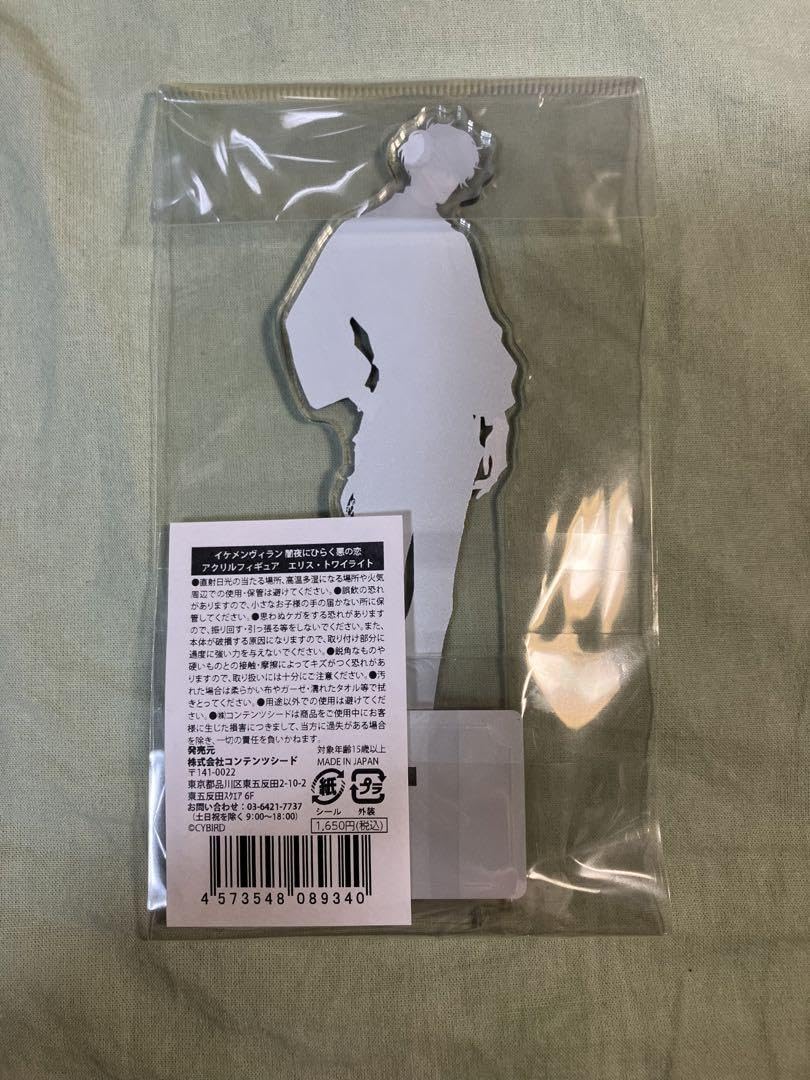 イケメンヴィラン 闇夜にひらく悪の恋
アクリルフィギュア　エリス・トワイライト
●直射日光の当たる場所、高温多湿になる場所や火気
周辺での使用・保管は避けてください。●誤飲の恐れ
がありますので、小さなお子様の手の届かない所に保
管してください。●思わぬケガをする恐れがあります
ので、振り回す・引っ張る等をしないでください。また、
本体が破損する原因になりますので、取り付け部分に
過度に強い力を与えないでください。●鋭角なものや
硬いものとの接触・摩擦によってキズがつく恐れがあ
りますので、取り扱いには十分にご注意ください。●汚
れた場合は柔らかい布やガーゼ・濡れたタオル等で拭
きとってください。●用途以外での使用は避けてくだ
さい。●㈱コンテンツシードは商品をご使用中にお客
様に生じた損害につきまして、当方に過失がある場合
を除き、一切の責任を負いかねます。
発売元
株式会社コンテンツシード
〒141-0022
東京都品川区東五反田2-10-2
東五反田ｽｸｴｱ 6F
お問い合わせ：03-6421-7737
（土日祝を除く 9:00～18:00）
©CYBIRD
対象年齢15歳以上
MADE IN JAPAN
紙 プラ
シール 外装
1,650円(税込)
4 573548 089340